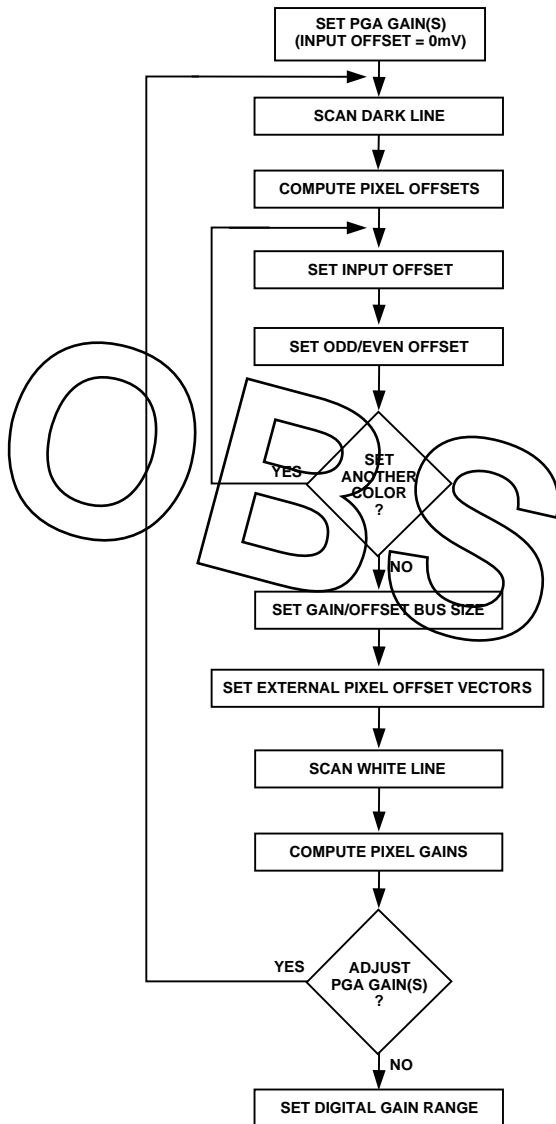 SET PGA GAIN(S)
(INPUT OFFSET = 0mV)
SCAN DARK LINE
COMPUTE PIXEL OFFSETS
SET INPUT OFFSET
SET ODD/EVEN OFFSET
OBS
YES
SET
ANOTHER
COLOR
?
NO
SET GAIN/OFFSET BUS SIZE
SET EXTERNAL PIXEL OFFSET VECTORS
SCAN WHITE LINE
COMPUTE PIXEL GAINS
YES
ADJUST
PGA GAIN(S)
?
NO
SET DIGITAL GAIN RANGE